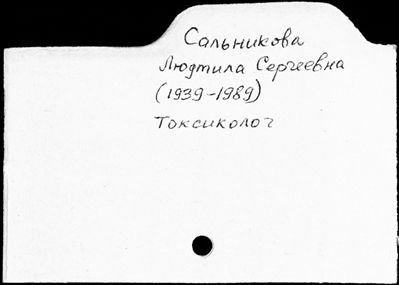 Сальникова
Людмила Сергеевна
(1939-1989)
Токсиколог